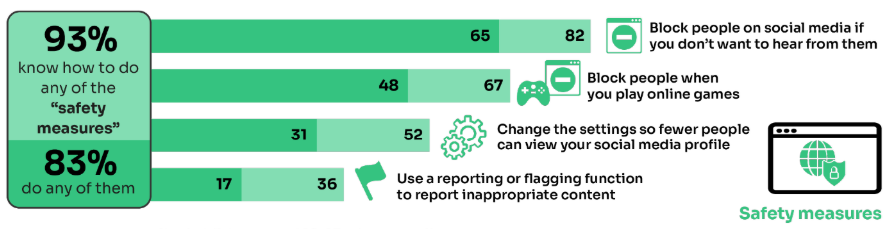 93%
know how to do
any of the
“safety
measures”
83%
do any of them
65 82
Block people on social media if
you don’t want to hear from them
48 67
Block people when
you play online games
31 52
Change the settings so fewer people
can view your social media profile
17 36
Use a reporting or flagging function
to report inappropriate content
Safety measures